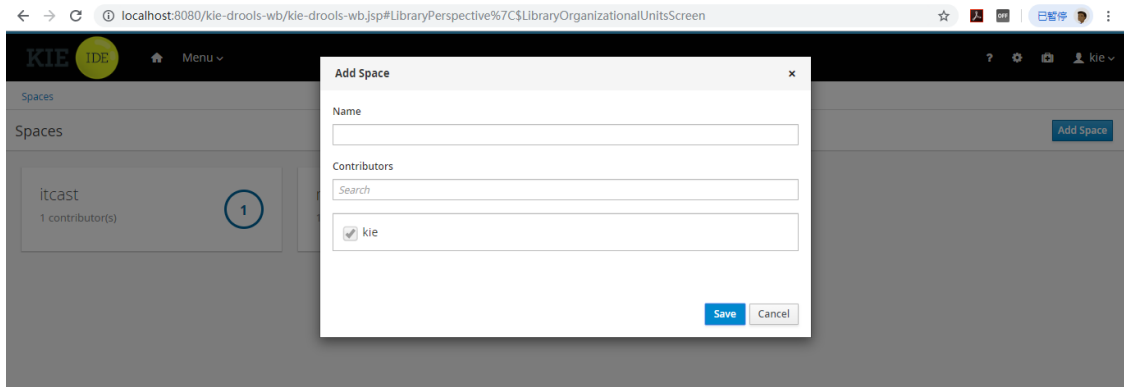 localhost:8080/kie-drools-wb/kie-drools-wb.jsp#LibraryPerspective%7C$LibraryOrganizationalUnitsScreen
OFF
已暂停
KIE IDE
Menu
? kie
Add Space ×
Spaces
Name
Spaces
Add Space
Contributors
Search
itcast
1 contributor(s)
1
kie
Save Cancel